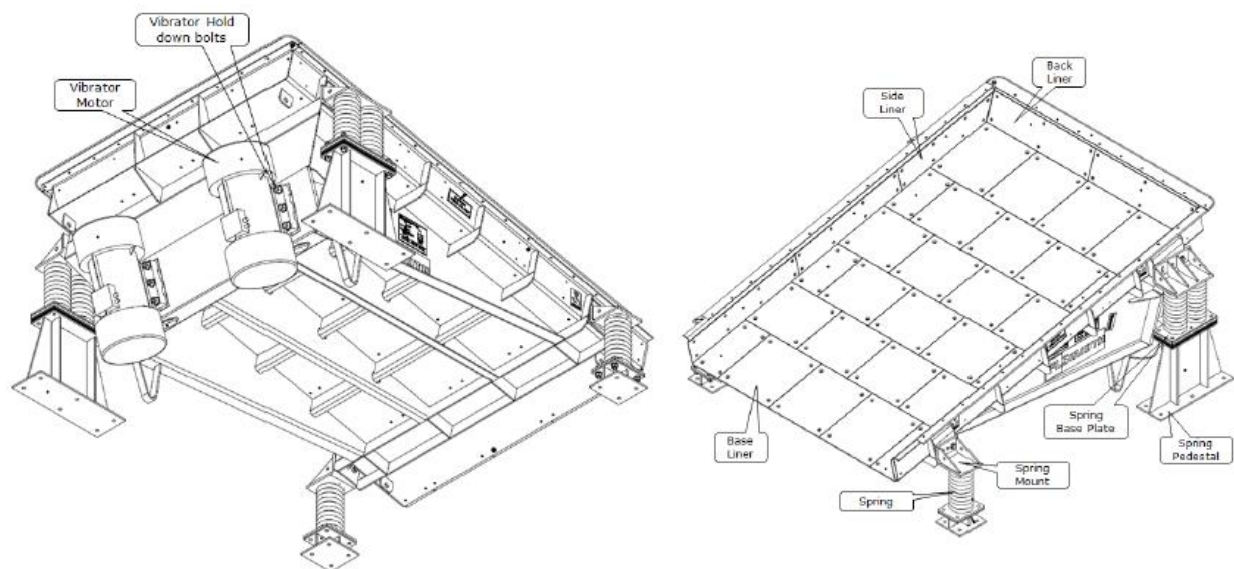 Vibrator Hold
down bolts
Vibrator
Motor
Back
Liner
Side
Liner
Base
Liner
Spring
Base Plate
Spring
Pedestal
Spring
Mount
Spring